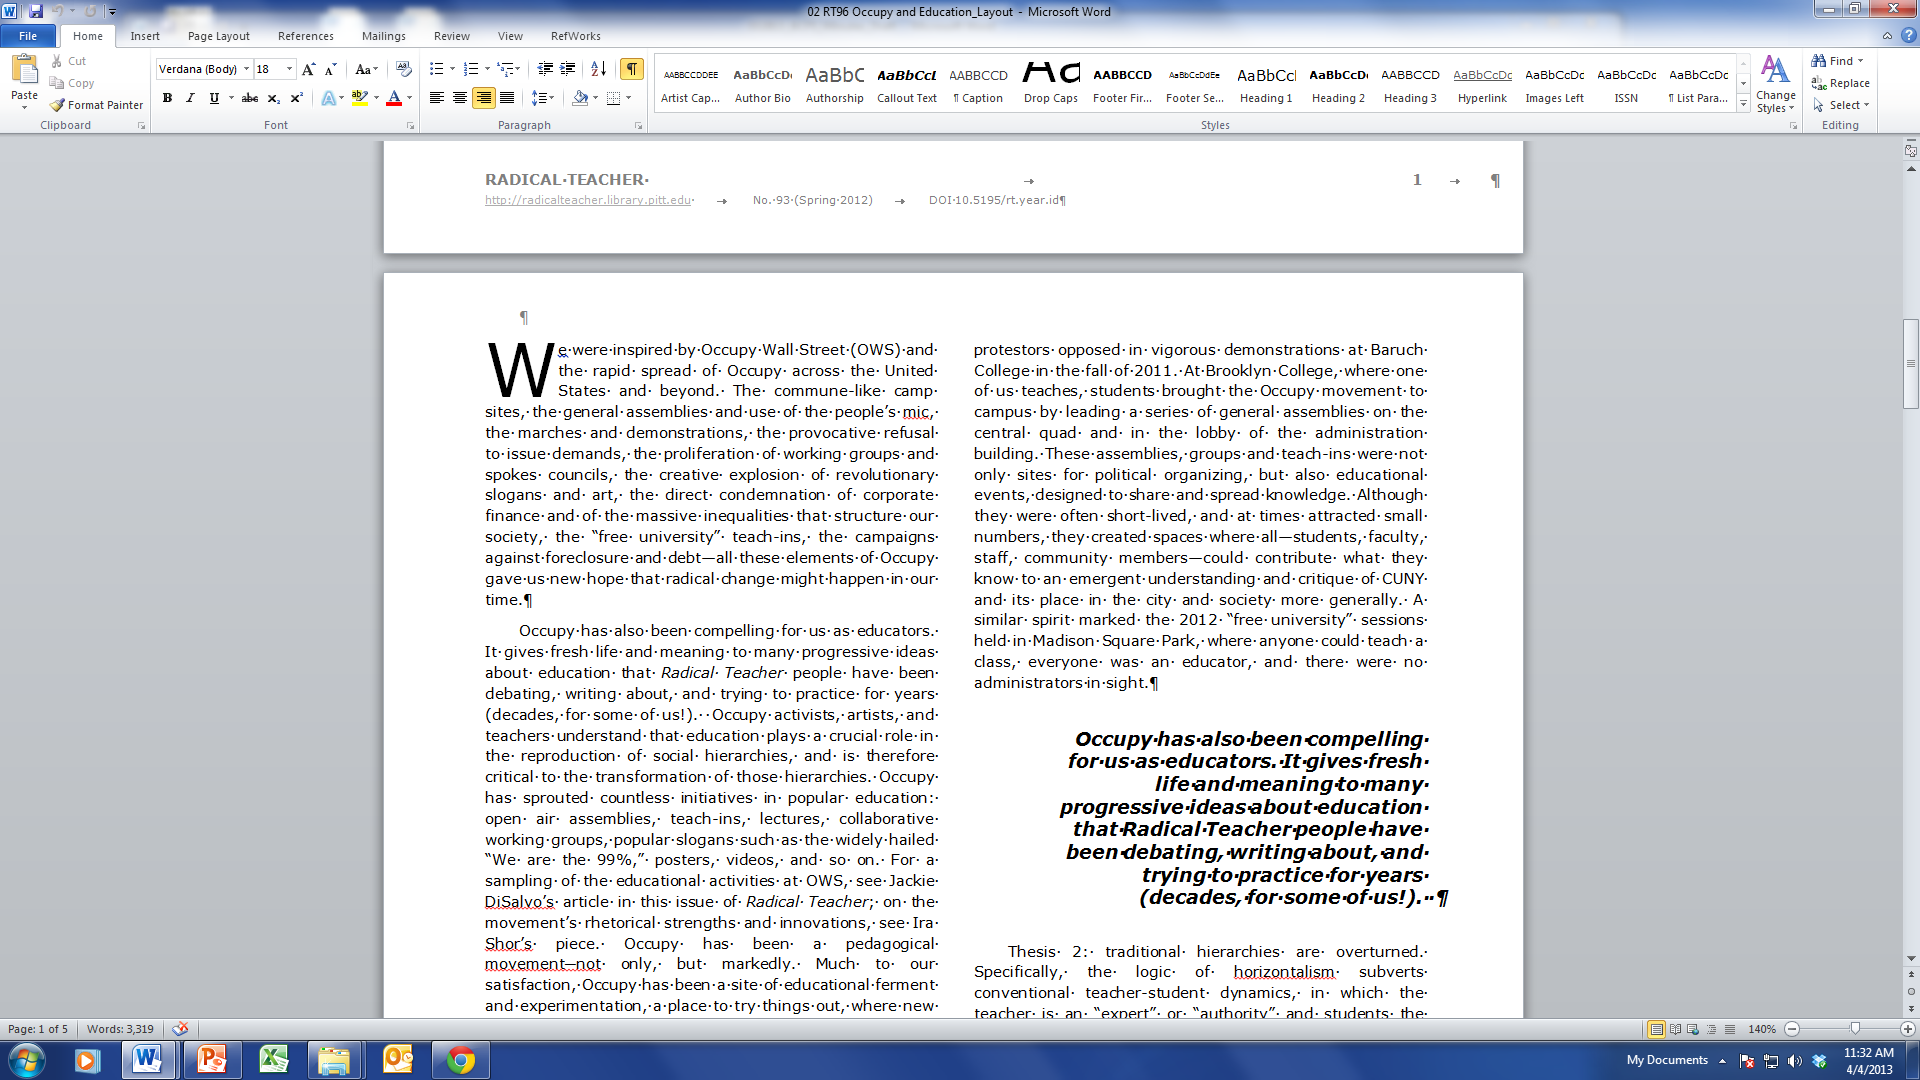 02 RT96 Occupy and Education_Layout - Microsoft Word
File Home Insert Page Layout References Mailings Review View RefWorks
Paste
Cut
Copy
Format Painter
Clipboard
Verdana (Body) 18
Font
Paragraph
AABBCCDDEE AaBbCcDc AaBbC AaBbCcL AABBCCD Aa AABBCCD AaBbCcDdEe AaBbCcI AaBbCcDc AABBCCD AaBbCcDc AaBbCcDc AaBbCcDc AaBbCcDc
Artist Cap... Author Bio Authorship Callout Text ¶ Caption Drop Caps Footer Fir... Footer Se... Heading 1 Heading 2 Heading 3 Hyperlink Images Left ISSN ¶ List Para...
Styles
Change Styles
Find
Replace
Select
Editing
RADICAL TEACHER 1 ¶
http://radicalteacher.library.pitt.edu No. 93 (Spring 2012) DOI 10.5195/rt.year.id¶
¶
We were inspired by Occupy Wall Street (OWS) and
the rapid spread of Occupy across the United
States and beyond. The commune-like camp
sites, the general assemblies and use of the people’s mic,
the marches and demonstrations, the provocative refusal
to issue demands, the proliferation of working groups and
spokes councils, the creative explosion of revolutionary
slogans and art, the direct condemnation of corporate
finance and of the massive inequalities that structure our
society, the “free university” teach-ins, the campaigns
against foreclosure and debt—all these elements of Occupy
gave us new hope that radical change might happen in our
time.¶
Occupy has also been compelling for us as educators.
It gives fresh life and meaning to many progressive ideas
about education that Radical Teacher people have been
debating, writing about, and trying to practice for years
(decades, for some of us!). Occupy activists, artists, and
teachers understand that education plays a crucial role in
the reproduction of social hierarchies, and is therefore
critical to the transformation of those hierarchies. Occupy
has sprouted countless initiatives in popular education:
open air assemblies, teach-ins, lectures, collaborative
working groups, popular slogans such as the widely hailed
“We are the 99%,” posters, videos, and so on. For a
sampling of the educational activities at OWS, see Jackie
DiSalvo’s article in this issue of Radical Teacher; on the
movement’s rhetorical strengths and innovations, see Ira
Shor’s piece. Occupy has been a pedagogical
movement—not only, but markedly. Much to our
satisfaction, Occupy has been a site of educational ferment
and experimentation, a place to try things out, where new
protestors opposed in vigorous demonstrations at Baruch
College in the fall of 2011. At Brooklyn College, where one
of us teaches, students brought the Occupy movement to
campus by leading a series of general assemblies on the
central quad and in the lobby of the administration
building. These assemblies, groups and teach-ins were not
only sites for political organizing, but also educational
events, designed to share and spread knowledge. Although
they were often short-lived, and at times attracted small
numbers, they created spaces where all—students, faculty,
staff, community members—could contribute what they
know to an emergent understanding and critique of CUNY
and its place in the city and society more generally. A
similar spirit marked the 2012 “free university” sessions
held in Madison Square Park, where anyone could teach a
class, everyone was an educator, and there were no
administrators in sight.¶
Occupy has also been compelling
for us as educators. It gives fresh
life and meaning to many
progressive ideas about education
that Radical Teacher people have
been debating, writing about, and
trying to practice for years
(decades, for some of us!). ¶
Thesis 2: traditional hierarchies are overturned.
Specifically, the logic of horizontalism subverts
conventional teacher-student dynamics, in which the
teacher is an “expert” or “authority” and students the
Page: 1 of 5 Words: 3,319 140%
My Documents 11:32 AM
4/4/2013